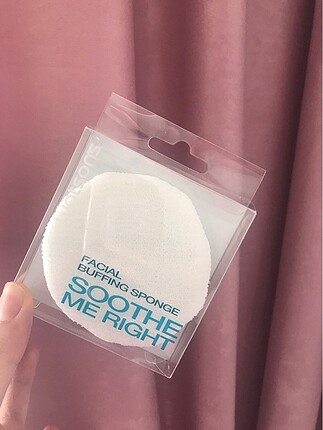 FACIAL
BUFFING SPONGE
SOOTHE
ME RIGHT